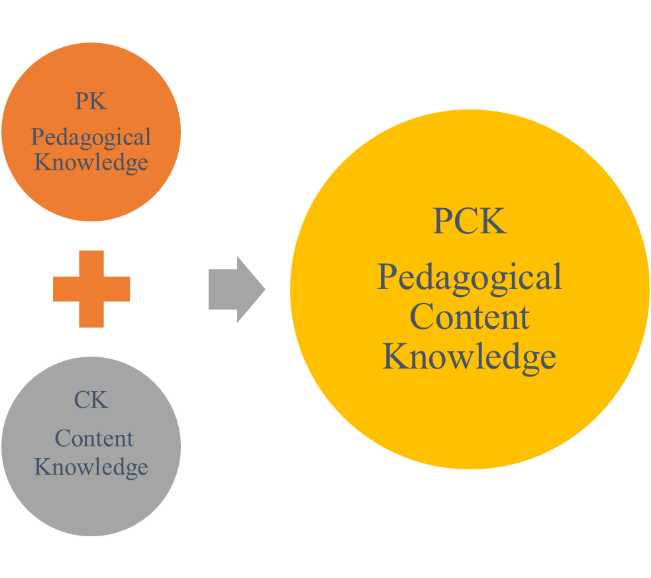 PK
Pedagogical
Knowledge
CK
Content
Knowledge
PCK
Pedagogical
Content
Knowledge